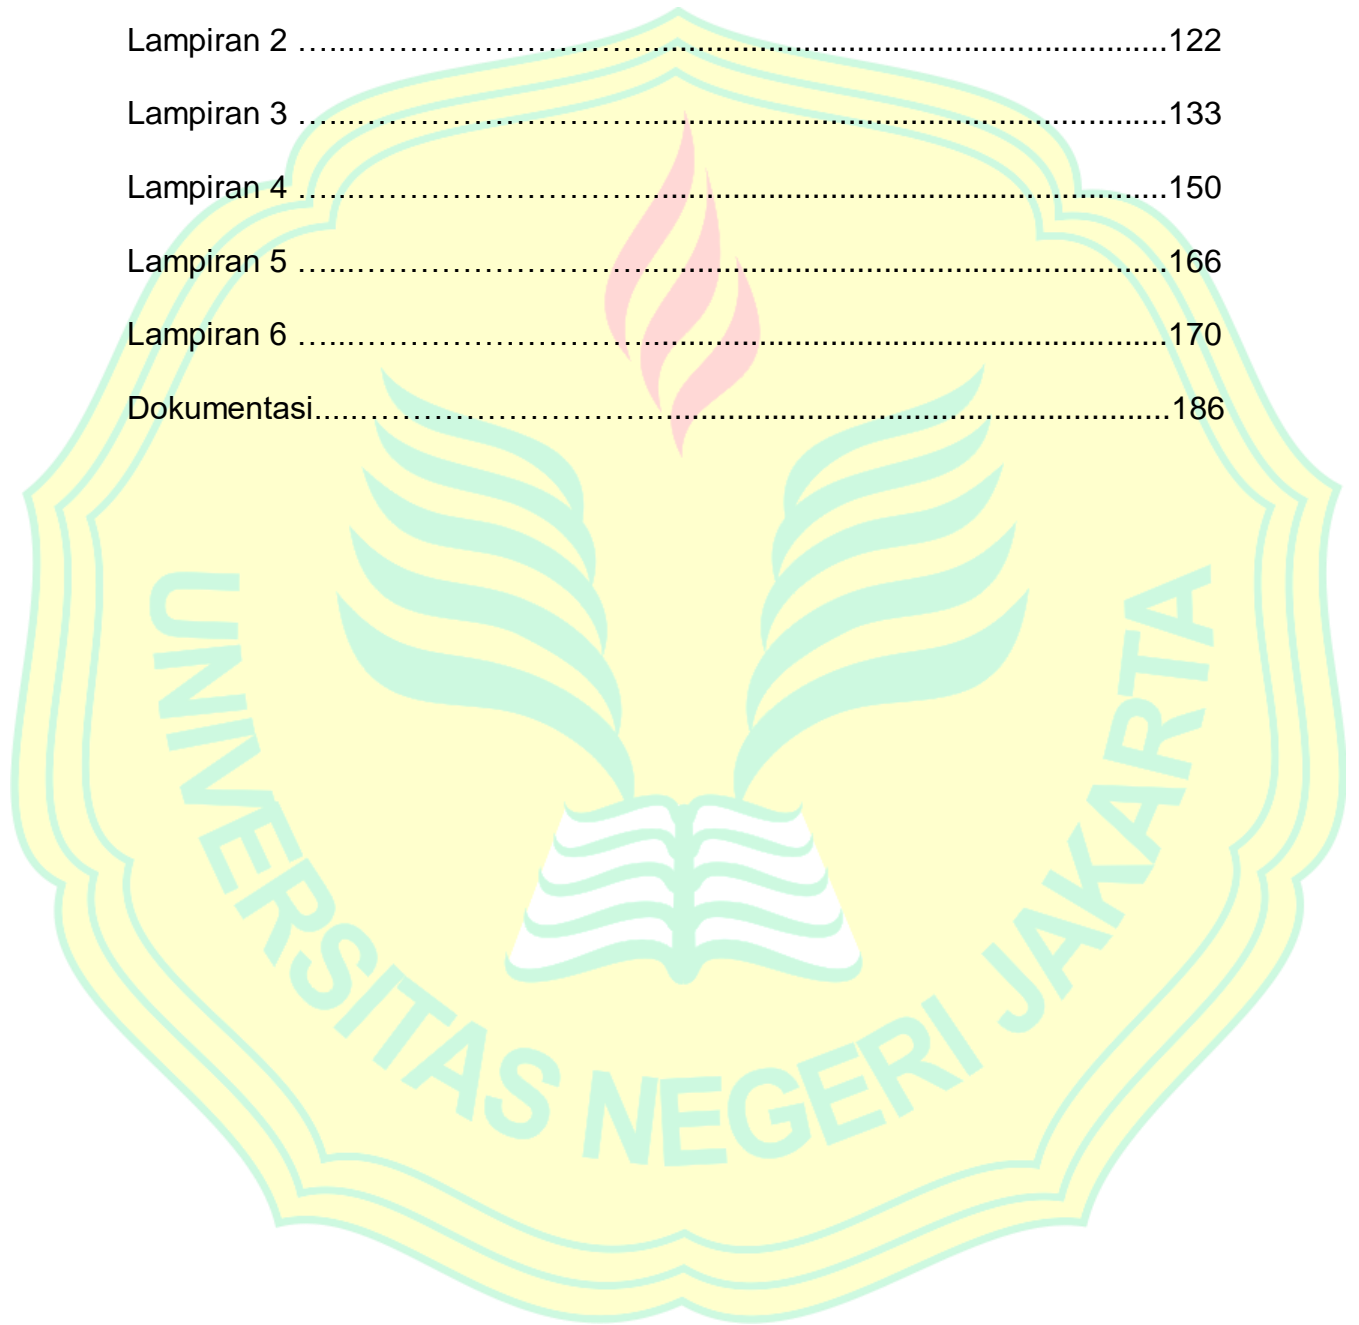 Lampiran 2 ................................................................................122
Lampiran 3 ................................................................................133
Lampiran 4 ................................................................................150
Lampiran 5 ................................................................................166
Lampiran 6 ................................................................................170
Dokumentasi................................................................................186
UNIVERSITAS NEGERI JAKARTA